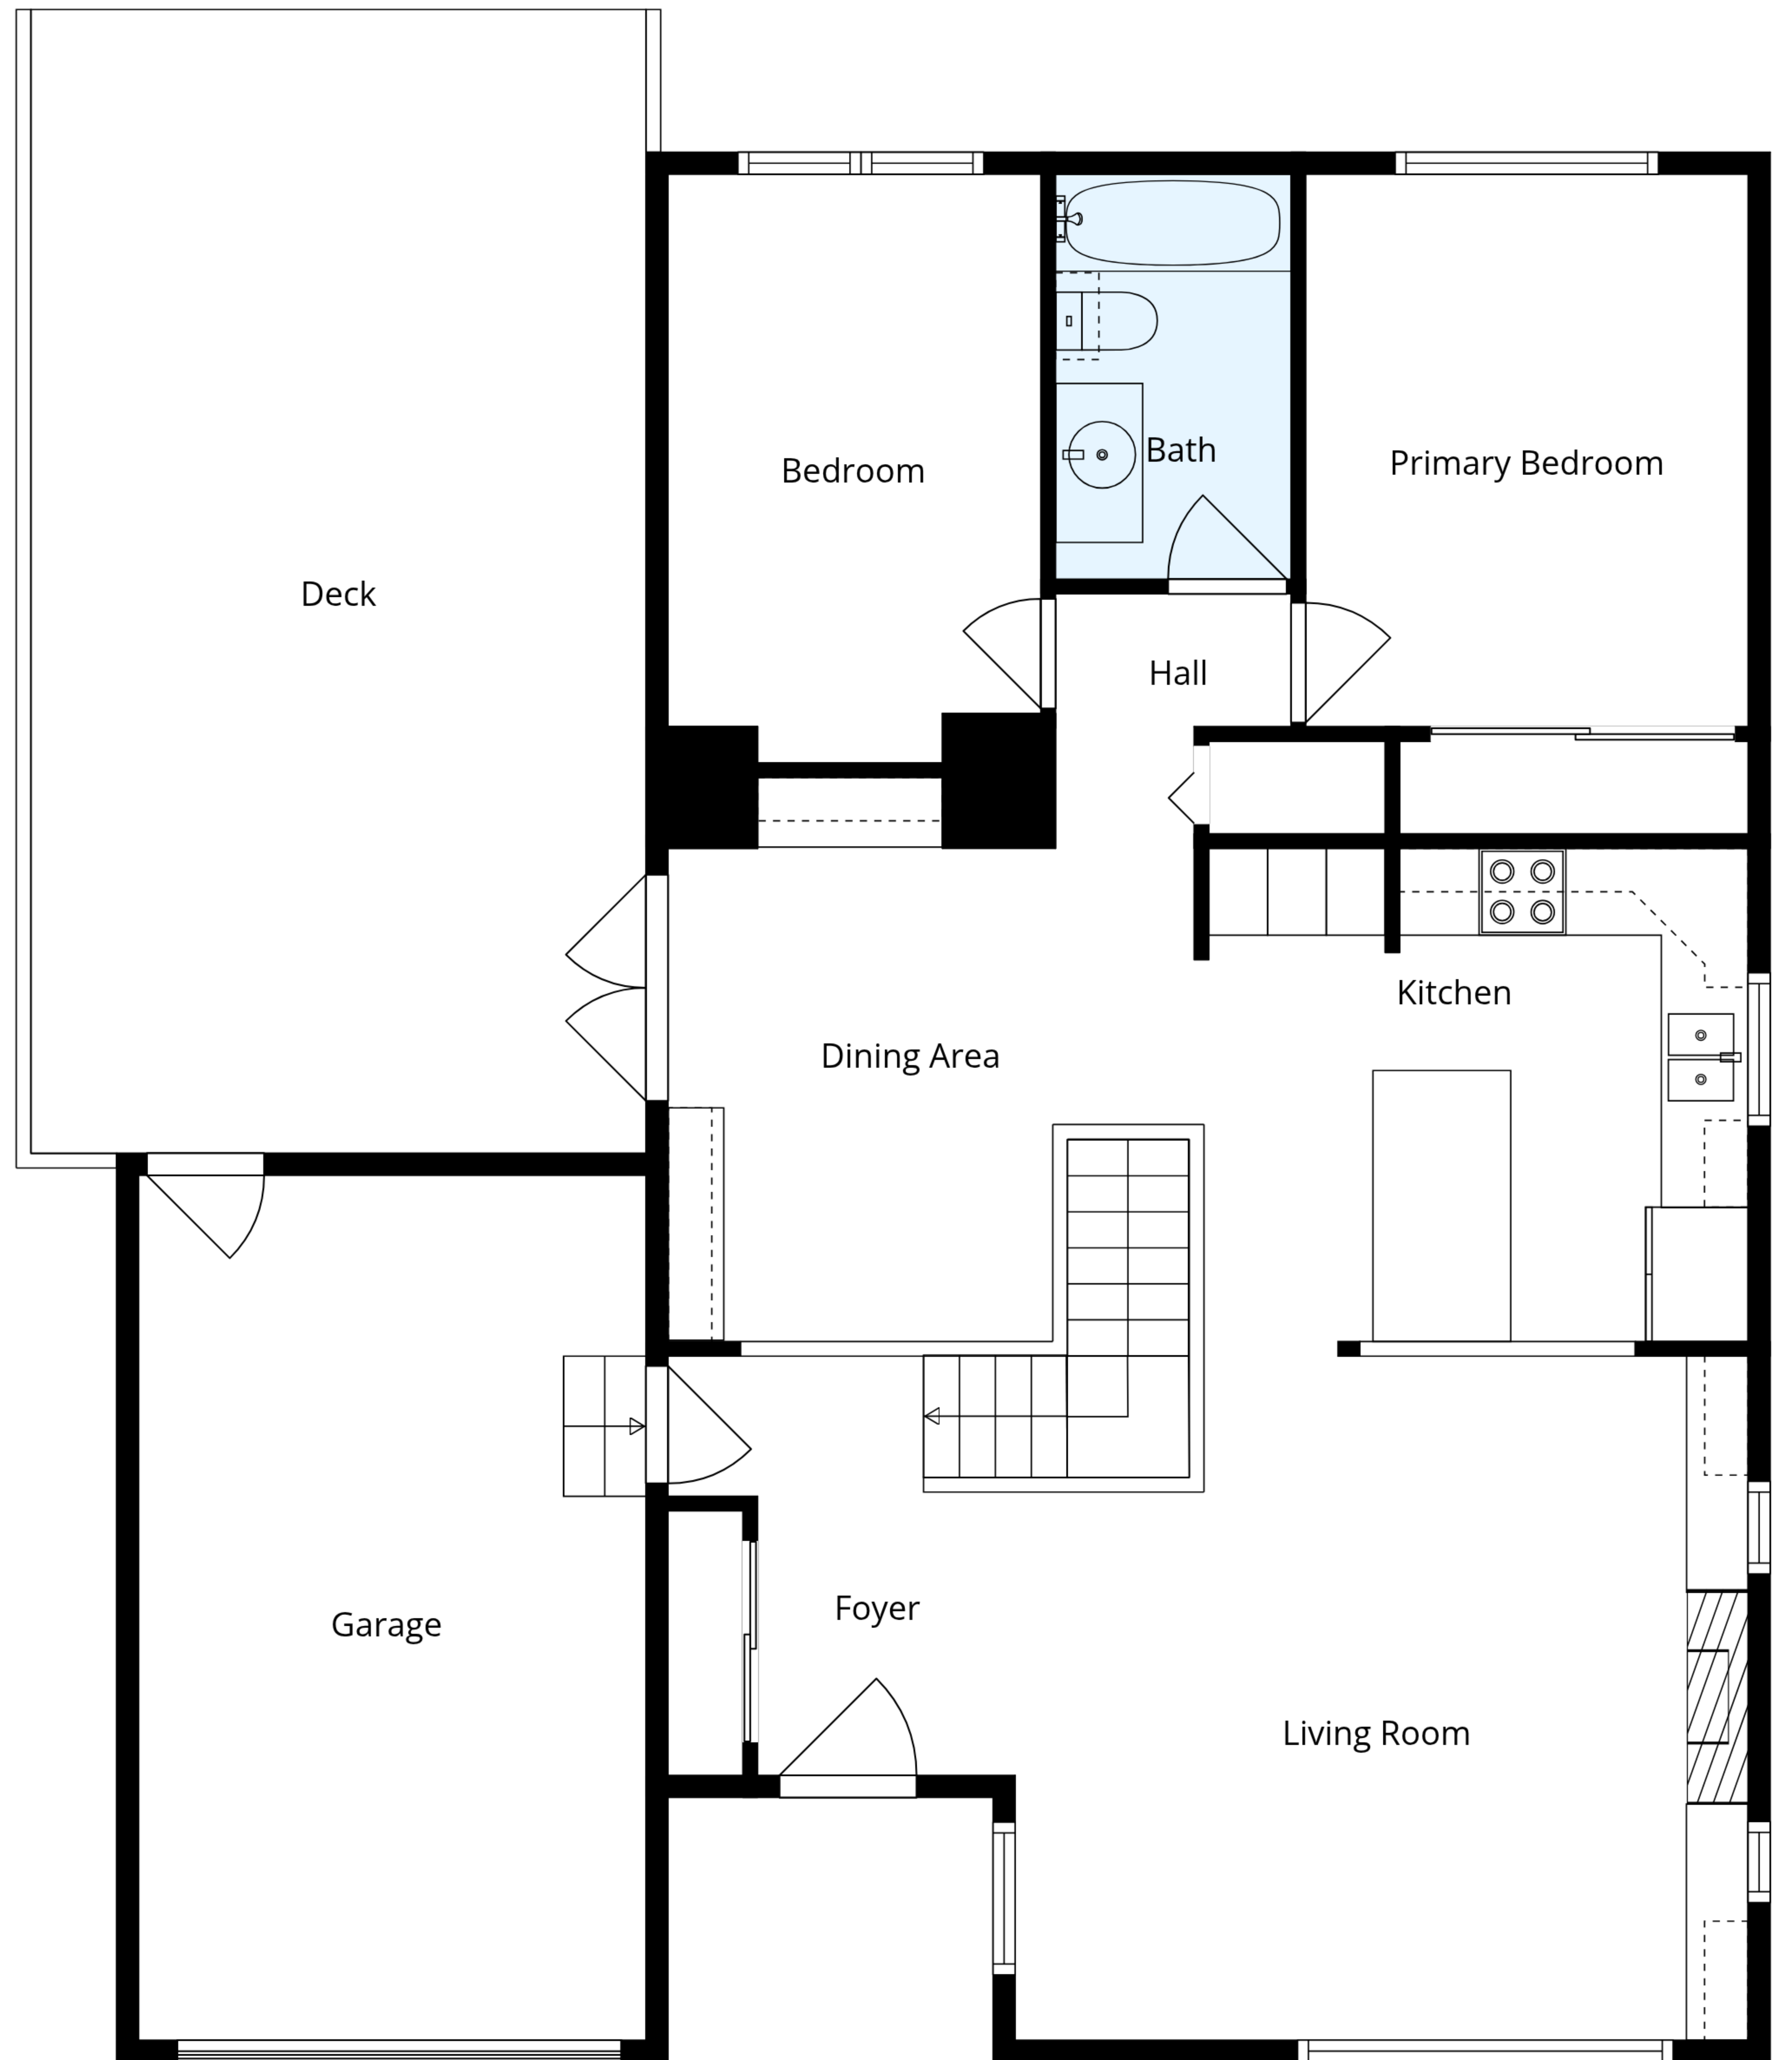 Bath
Primary Bedroom
Bedroom
Deck
Hall
Kitchen
Dining Area
Foyer
Garage
Living Room